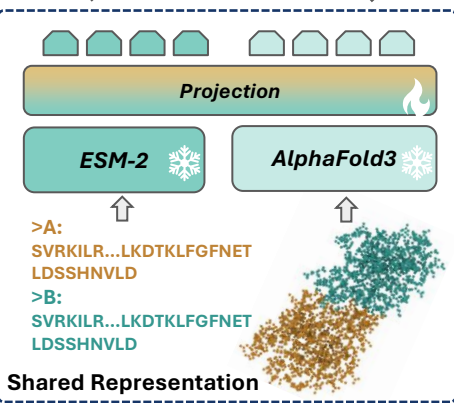 Projection
ESM-2
AlphaFold3
>A:
SVRKILR...LKDTKLFGFNET
LDSSHNVLD
>B:
SVRKILR...LKDTKLFGFNET
LDSSHNVLD
Shared Representation